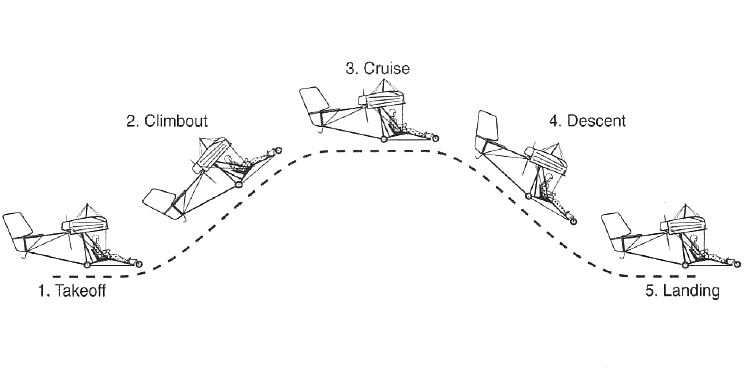 1. Takeoff
2. Climbout
3. Cruise
4. Descent
5. Landing